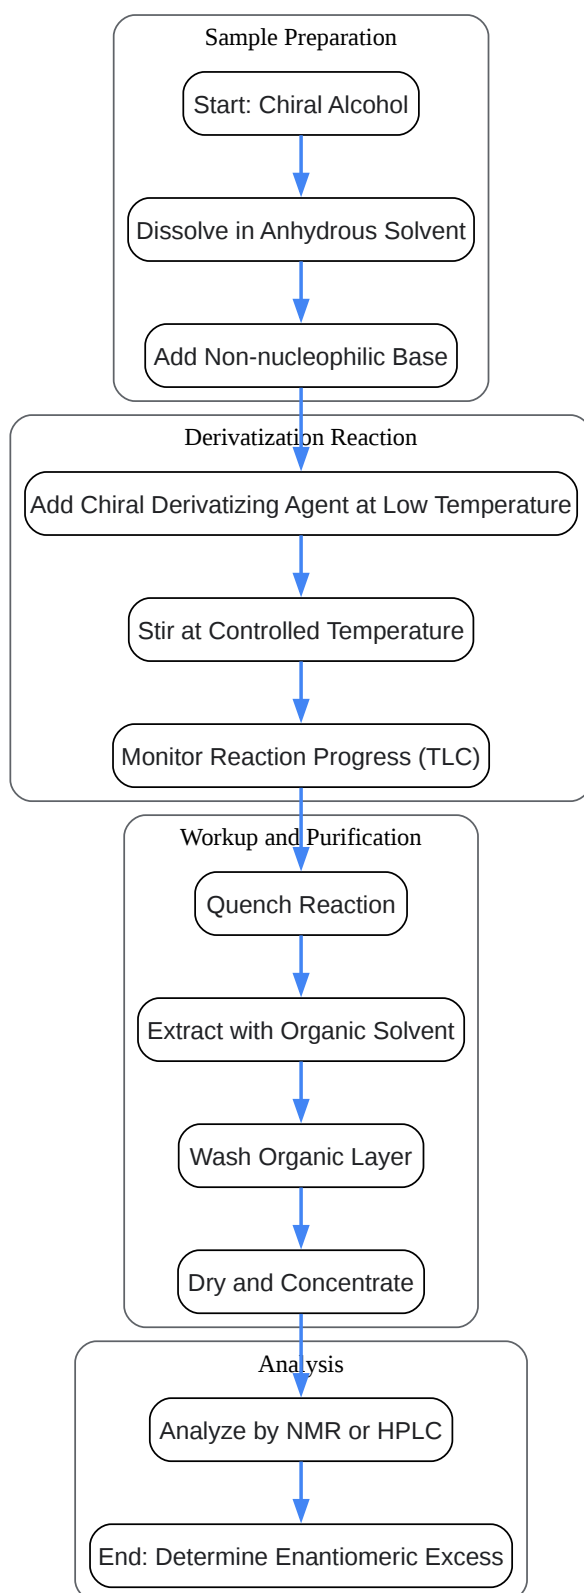 Sample Preparation
Start: Chiral Alcohol
Dissolve in Anhydrous Solvent
Add Non-nucleophilic Base
Derivatization Reaction
Add Chiral Derivatizing Agent at Low Temperature
Stir at Controlled Temperature
Monitor Reaction Progress (TLC)
Workup and Purification
Quench Reaction
Extract with Organic Solvent
Wash Organic Layer
Dry and Concentrate
Analysis
Analyze by NMR or HPLC
End: Determine Enantiomeric Excess